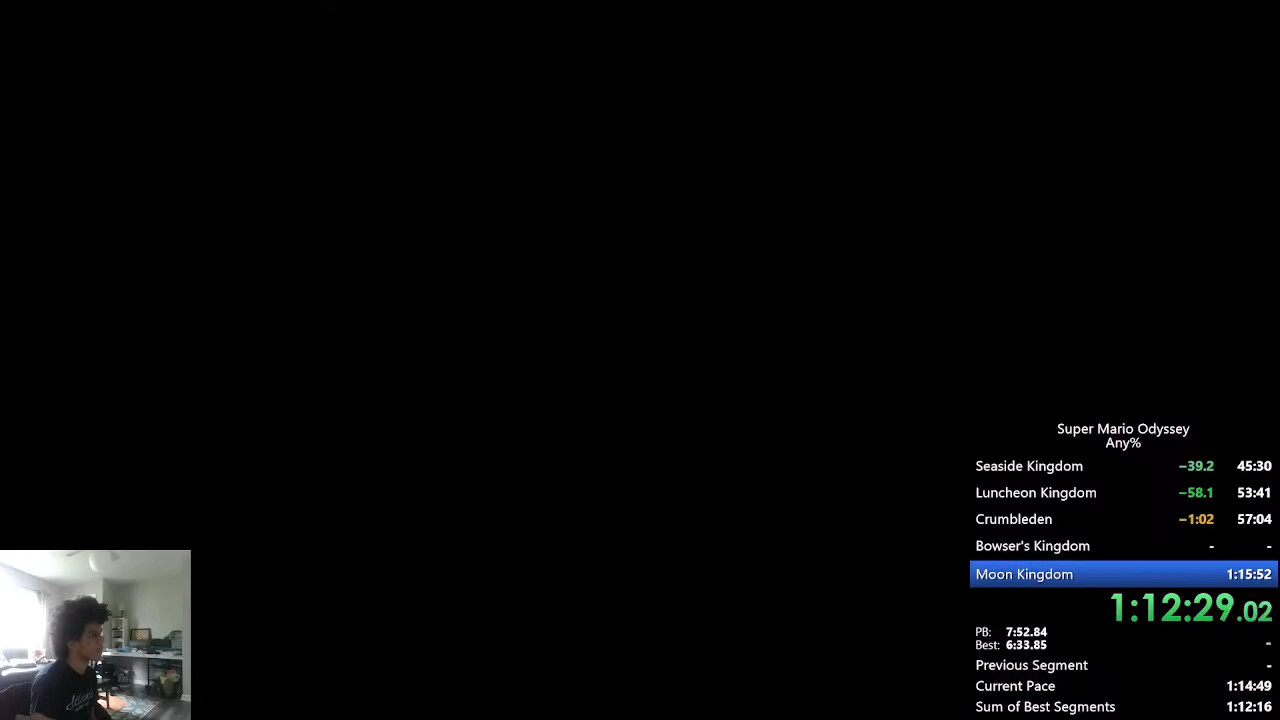 Super Mario Odyssey
Any%
Seaside Kingdom −39.2 45:30
Luncheon Kingdom −58.1 53:41
Crumbleden −1:02 57:04
Bowser's Kingdom - -
Moon Kingdom 1:15:52
1:12:29.02
PB: 7:52.84
Best: 6:33.85 -
Previous Segment -
Current Pace 1:14:49
Sum of Best Segments 1:12:16